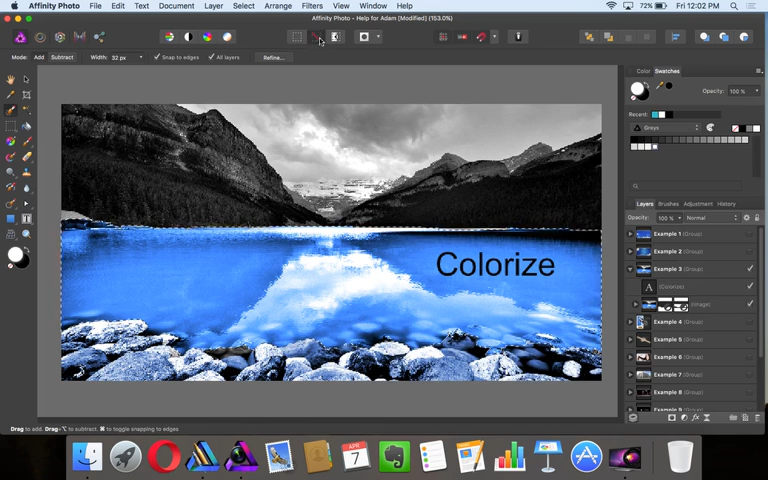 Affinity Photo File Edit Text Document Layer Select Arrange Filters View Window Help 72% Fri 12:02 PM
Affinity Photo - Help for Adam [Modified] (153.0%)
Mode: Add Subtract Width: 32 px Snap to edges All layers Refine...
Color Swatches
Opacity: 100 %
Recent:
Greys
Layers Brushes Adjustment History
Opacity: 100 % Normal
Example 1 (Group)
Example 2 (Group)
Example 3 (Group)
A (Colorize)
(Image)
Example 4 (Group)
Example 5 (Group)
Example 6 (Group)
Example 7 (Group)
Example 8 (Group)
Example 9 (Group)
Colorize
Drag to add. Drag+⌥ to subtract. ⌘ to toggle snapping to edges
APR
7